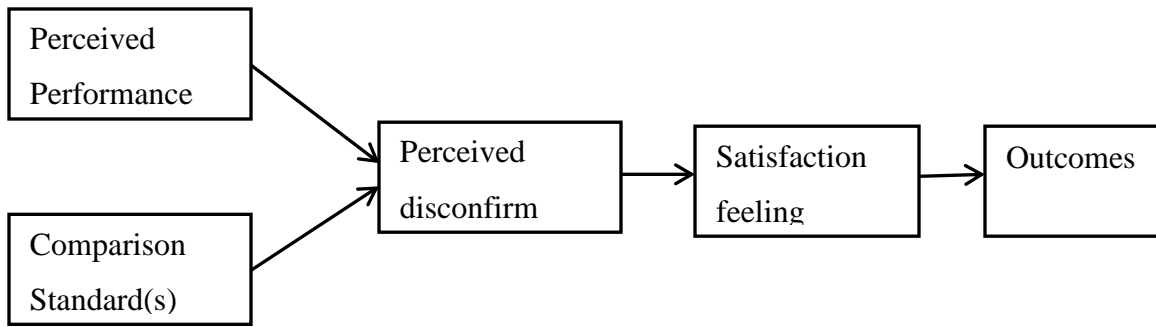 Perceived
Performance
Comparison
Standard(s)
Perceived
disconfirm
Satisfaction
feeling
Outcomes